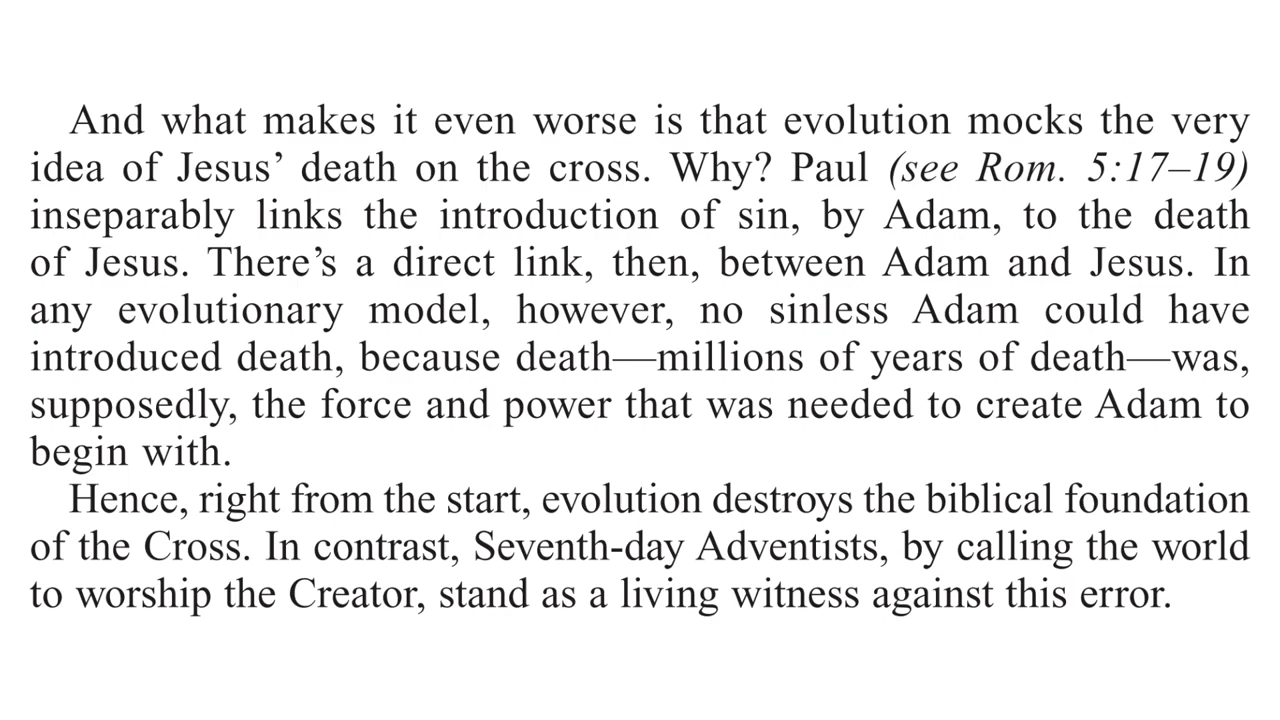 And what makes it even worse is that evolution mocks the very
idea of Jesus’ death on the cross. Why? Paul (see Rom. 5:17–19)
inseparably links the introduction of sin, by Adam, to the death
of Jesus. There’s a direct link, then, between Adam and Jesus. In
any evolutionary model, however, no sinless Adam could have
introduced death, because death—millions of years of death—was,
supposedly, the force and power that was needed to create Adam to
begin with.
Hence, right from the start, evolution destroys the biblical foundation
of the Cross. In contrast, Seventh-day Adventists, by calling the world
to worship the Creator, stand as a living witness against this error.